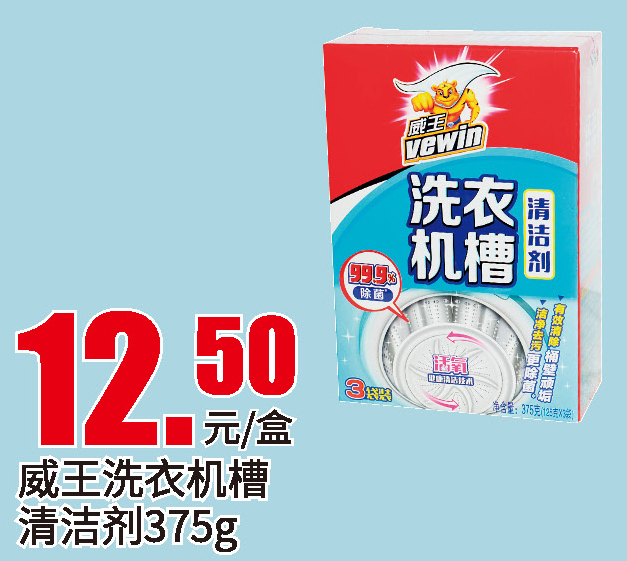 威王
vewin
洗衣
机槽
清洁剂
99.9%
除菌
有效清除桶壁顽垢
洁净去污更除菌
活氧
3
净含量：375克(125克X3袋)
12.50
元/盒
威王洗衣机槽
清洁剂375g